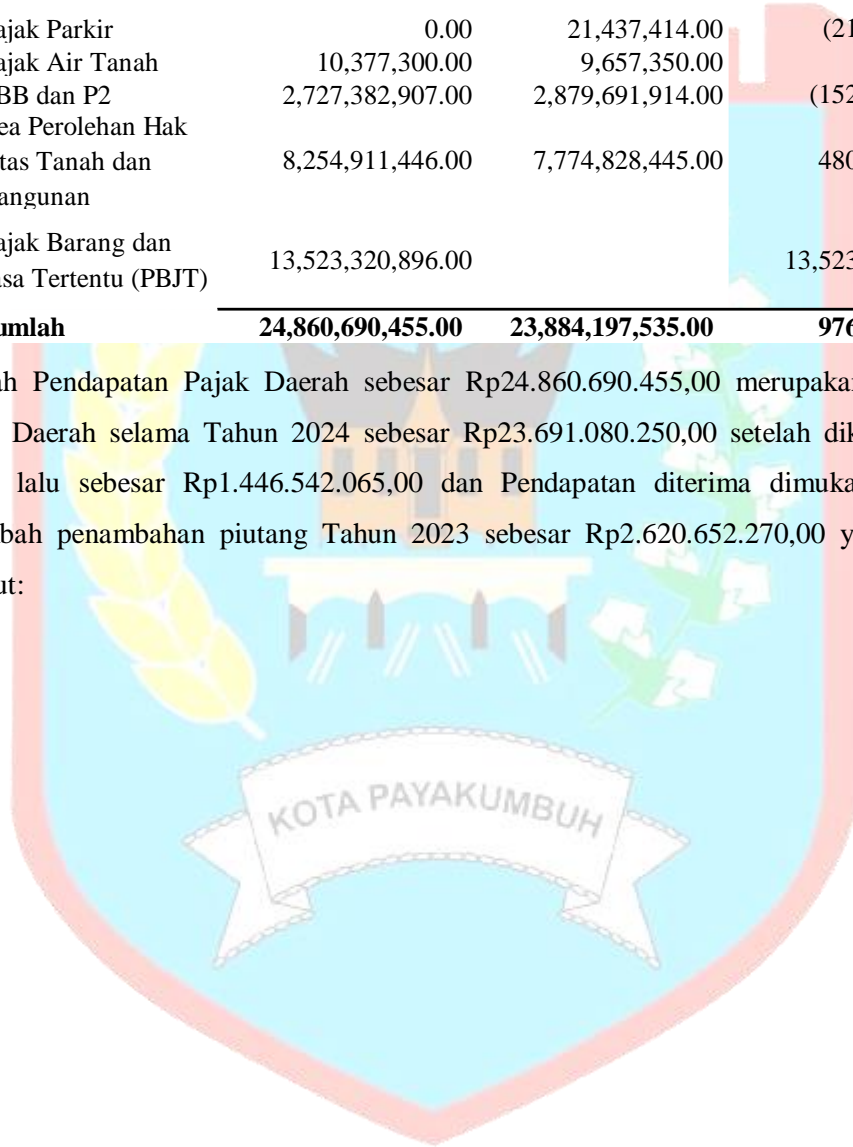 ajak Parkir 0.00 21,437,414.00 (21
ajak Air Tanah 10,377,300.00 9,657,350.00
BB dan P2 2,727,382,907.00 2,879,691,914.00 (152
ea Perolehan Hak
tas Tanah dan 8,254,911,446.00 7,774,828,445.00 480
angunan
ajak Barang dan
asa Tertentu (PBJT) 13,523,320,896.00 13,523
umlah 24,860,690,455.00 23,884,197,535.00 976
ah Pendapatan Pajak Daerah sebesar Rp24.860.690.455,00 merupakan
Daerah selama Tahun 2024 sebesar Rp23.691.080.250,00 setelah dik
lalu sebesar Rp1.446.542.065,00 dan Pendapatan diterima dimuka
bah penambahan piutang Tahun 2023 sebesar Rp2.620.652.270,00 y
ut:
KOTA PAYAKUMBUH